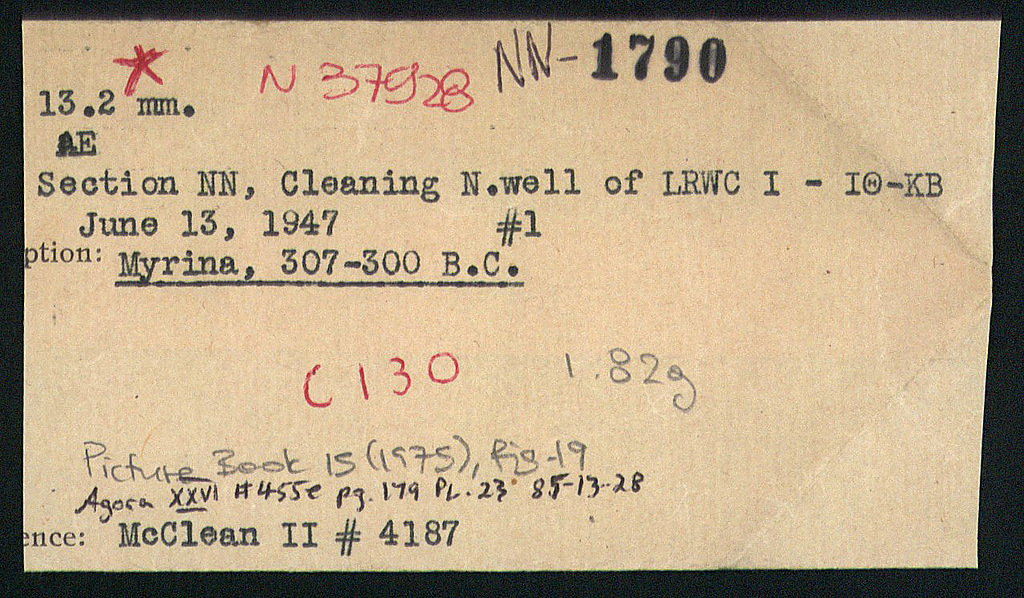 * N 37928 NN-1790
13.2 mm.
AE
Section NN, Cleaning N.well of LRWC I - IΘ-KB
June 13, 1947 #1
ption: Myrina, 307-300 B.C.
C 130 1.82g
Picture Book 15 (1975), fig-19
Agora XXVI #455e pg. 179 PL. 23 85-13-28
ence: McClean II # 4187